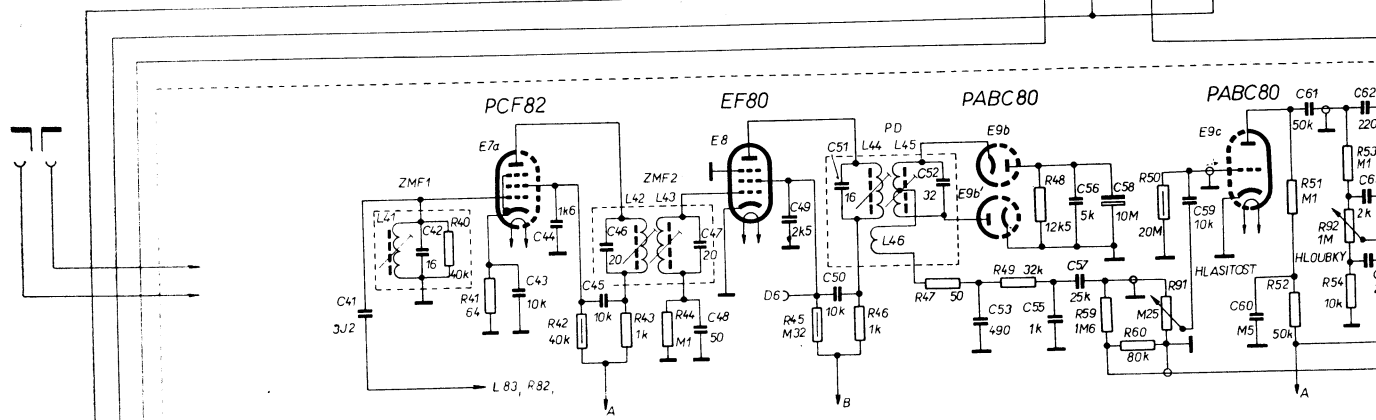 PCF82
EF80
PABC80
PABC80
E7a
E8
PD
E9b
E9c
C61
50k
C62
220
ZMF1
ZMF2
C51
L44
L45
C52
16
32
E9b'
L41
C42
R40
16
40k
1k6
C44
L42
L43
C46
20
C47
20
C49
2k5
L46
R48
12k5
C56
5k
C58
10M
R50
20M
C59
10k
R51
M1
R53
M1
2k
R92
1M
HLOUBKY
HLASITOST
C41
3J2
R41
64
C43
10k
C45
10k
R42
40k
R43
1k
R44
M1
C48
50
D6
C50
10k
R45
M32
R46
1k
R47
50
R49
32k
C57
25k
C53
490
C55
1k
R59
1M6
R60
80k
R91
M25
C60
M5
R52
50k
R54
10k
L83, R82,
A
B
A